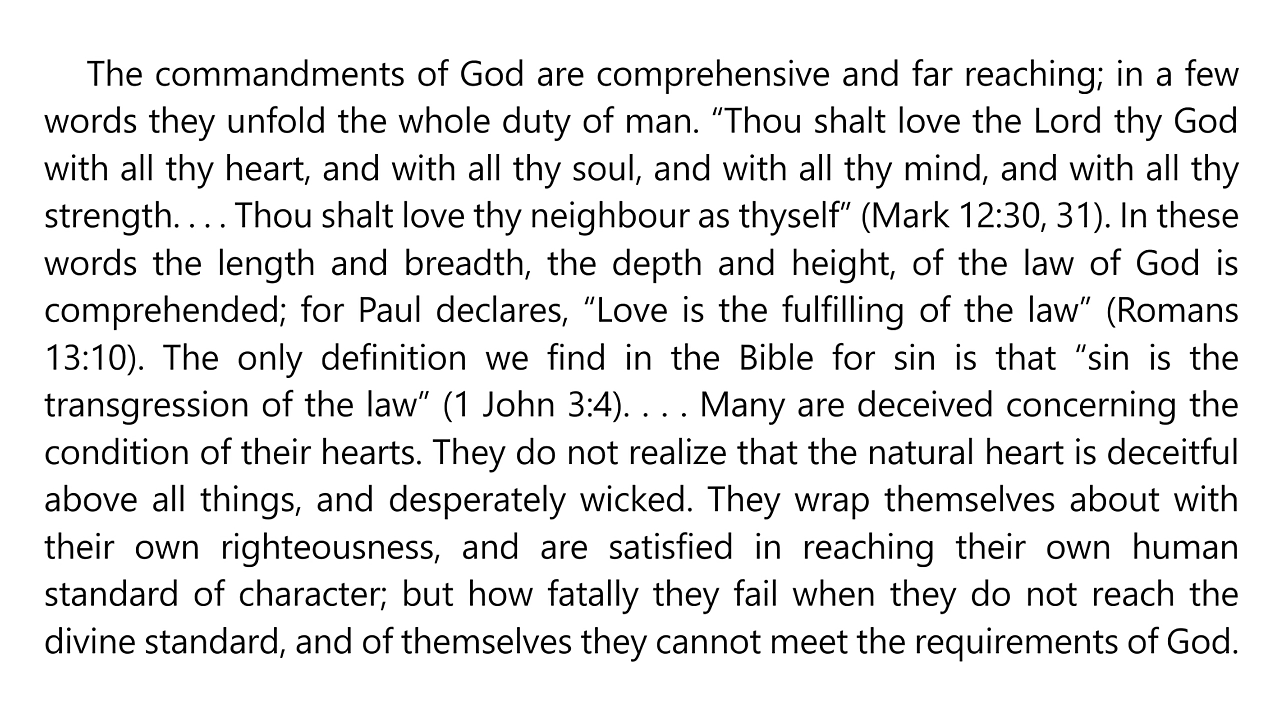 The commandments of God are comprehensive and far reaching; in a few
words they unfold the whole duty of man. “Thou shalt love the Lord thy God
with all thy heart, and with all thy soul, and with all thy mind, and with all thy
strength. . . . Thou shalt love thy neighbour as thyself” (Mark 12:30, 31). In these
words the length and breadth, the depth and height, of the law of God is
comprehended; for Paul declares, “Love is the fulfilling of the law” (Romans
13:10). The only definition we find in the Bible for sin is that “sin is the
transgression of the law” (1 John 3:4). . . . Many are deceived concerning the
condition of their hearts. They do not realize that the natural heart is deceitful
above all things, and desperately wicked. They wrap themselves about with
their own righteousness, and are satisfied in reaching their own human
standard of character; but how fatally they fail when they do not reach the
divine standard, and of themselves they cannot meet the requirements of God.